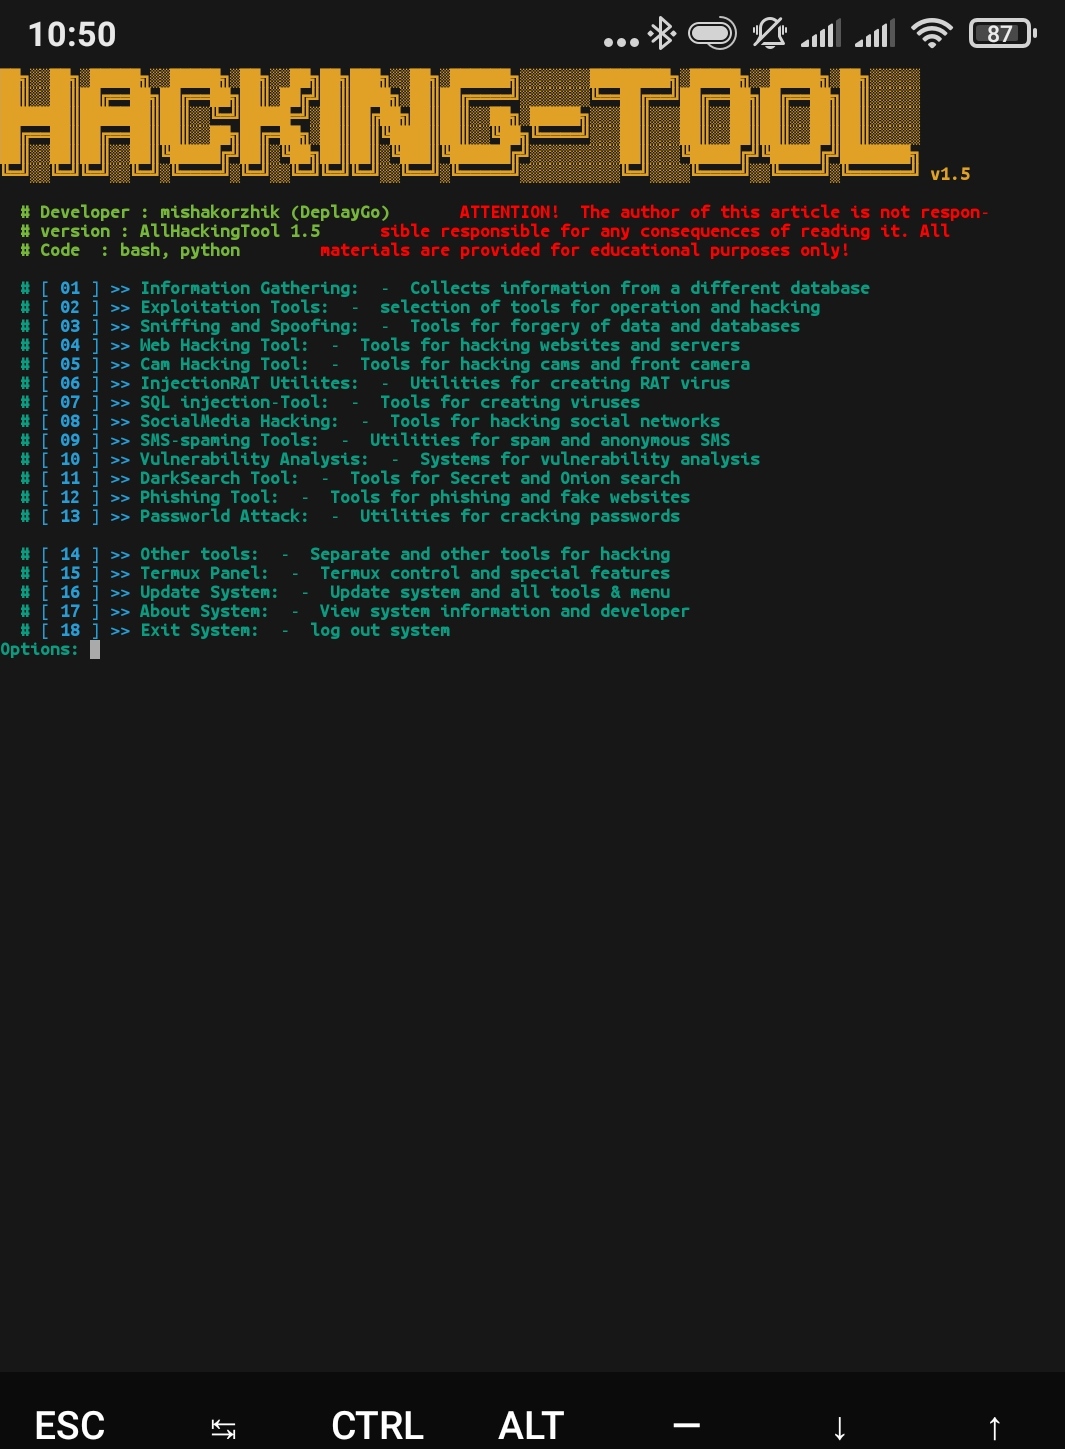 10:50
87
HACKING-TOOL v1.5
# Developer : mishakorzhik (DeplayGo) ATTENTION! The author of this article is not respon-
# version : AllHackingTool 1.5 sible responsible for any consequences of reading it. All
# Code : bash, python materials are provided for educational purposes only!
# [ 01 ] >> Information Gathering: - Collects information from a different database
# [ 02 ] >> Exploitation Tools: - selection of tools for operation and hacking
# [ 03 ] >> Sniffing and Spoofing: - Tools for forgery of data and databases
# [ 04 ] >> Web Hacking Tool: - Tools for hacking websites and servers
# [ 05 ] >> Cam Hacking Tool: - Tools for hacking cams and front camera
# [ 06 ] >> InjectionRAT Utilites: - Utilities for creating RAT virus
# [ 07 ] >> SQL injection-Tool: - Tools for creating viruses
# [ 08 ] >> SocialMedia Hacking: - Tools for hacking social networks
# [ 09 ] >> SMS-spaming Tools: - Utilities for spam and anonymous SMS
# [ 10 ] >> Vulnerability Analysis: - Systems for vulnerability analysis
# [ 11 ] >> DarkSearch Tool: - Tools for Secret and Onion search
# [ 12 ] >> Phishing Tool: - Tools for phishing and fake websites
# [ 13 ] >> Passworld Attack: - Utilities for cracking passwords
# [ 14 ] >> Other tools: - Separate and other tools for hacking
# [ 15 ] >> Termux Panel: - Termux control and special features
# [ 16 ] >> Update System: - Update system and all tools & menu
# [ 17 ] >> About System: - View system information and developer
# [ 18 ] >> Exit System: - log out system
Options:
ESC ↹ CTRL ALT — ↓ ↑